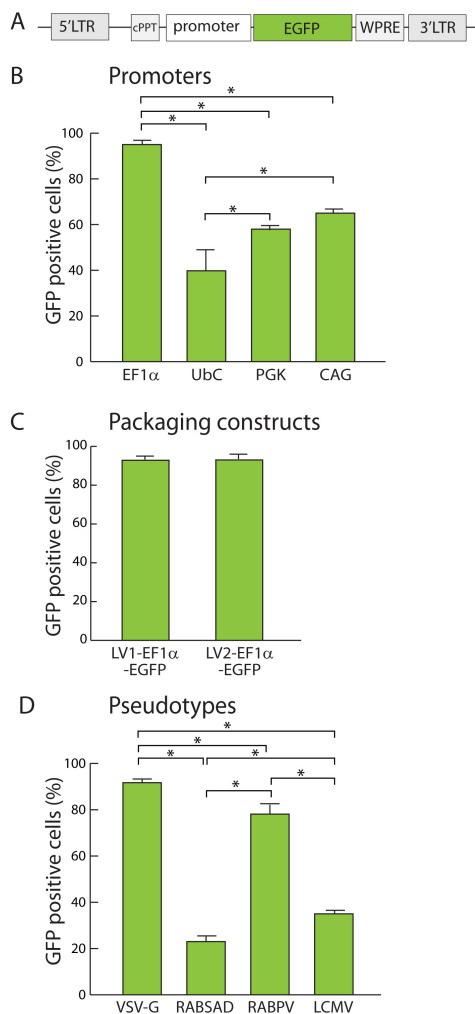 A
5'LTR cPPT promoter EGFP WPRE 3'LTR
B Promoters
* 
*
*
*
*
GFP positive cells (%)
100
80
60
40
20
0
EF1α UbC PGK CAG
C Packaging constructs
GFP positive cells (%)
100
80
60
40
20
0
LV1-EF1α LV2-EF1α
-EGFP -EGFP
D Pseudotypes
*
*
* *
*
*
GFP positive cells (%)
100
80
60
40
20
0
VSV-G RABSAD RABPV LCMV